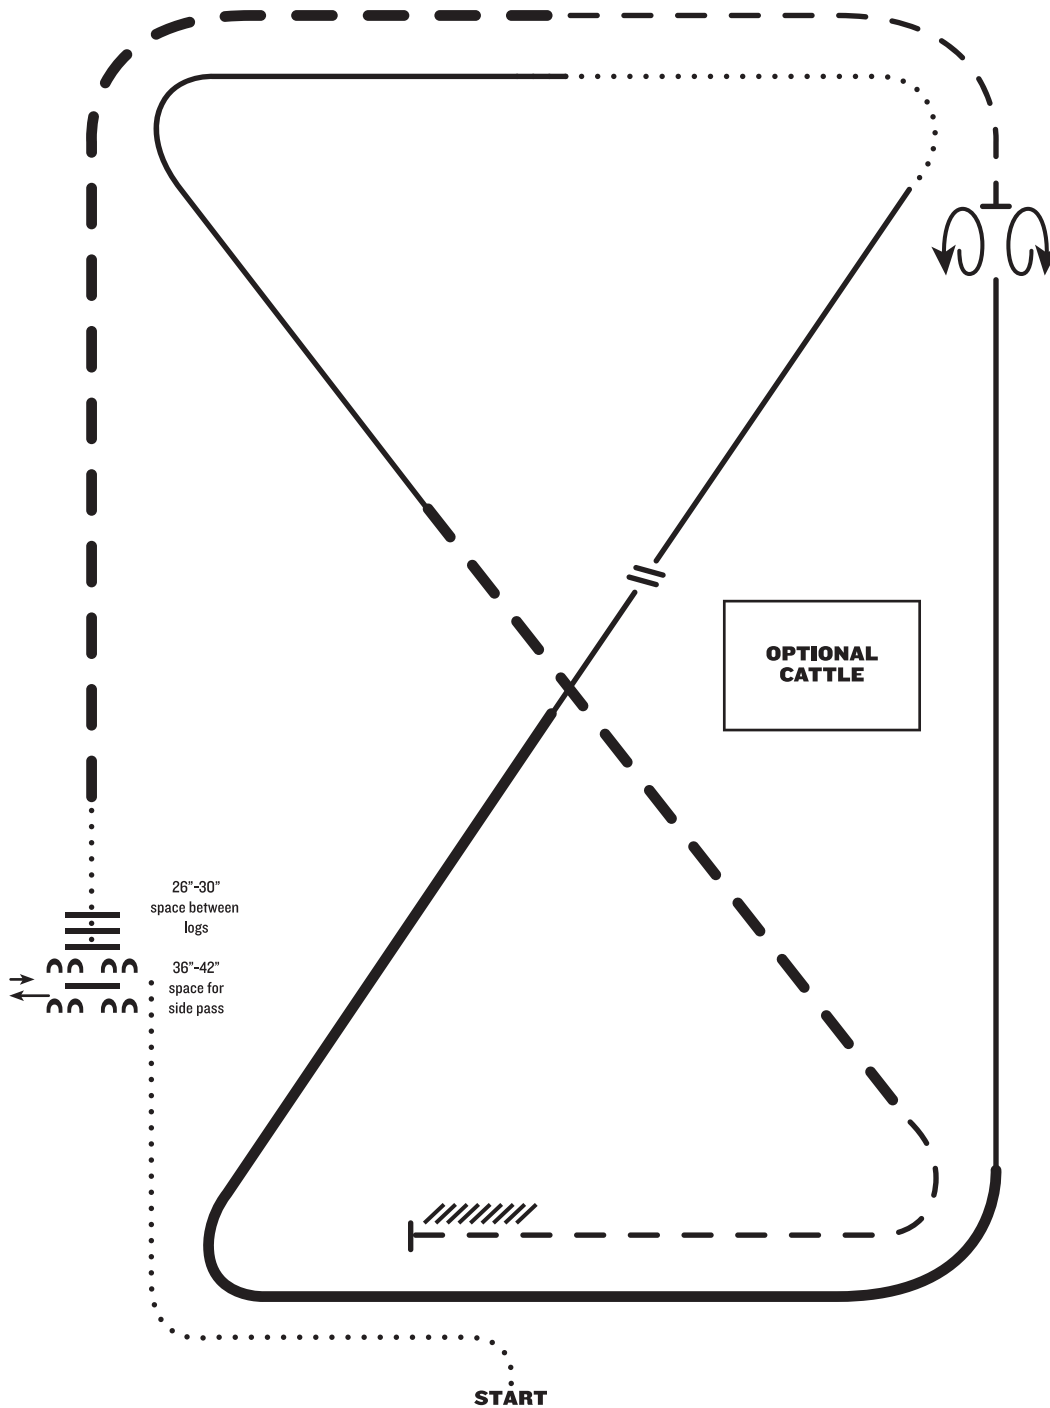 OPTIONAL
CATTLE
26”-30”
space between
logs
36”-42”
space for
side pass
START